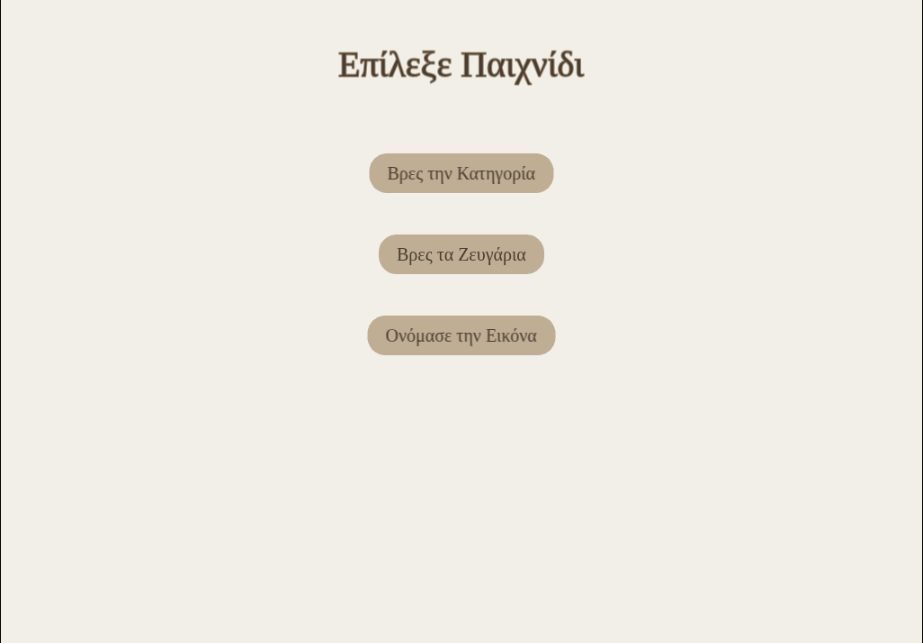 Επίλεξε Παιχνίδι
Βρες την Κατηγορία
Βρες τα Ζευγάρια
Ονόμασε την Εικόνα